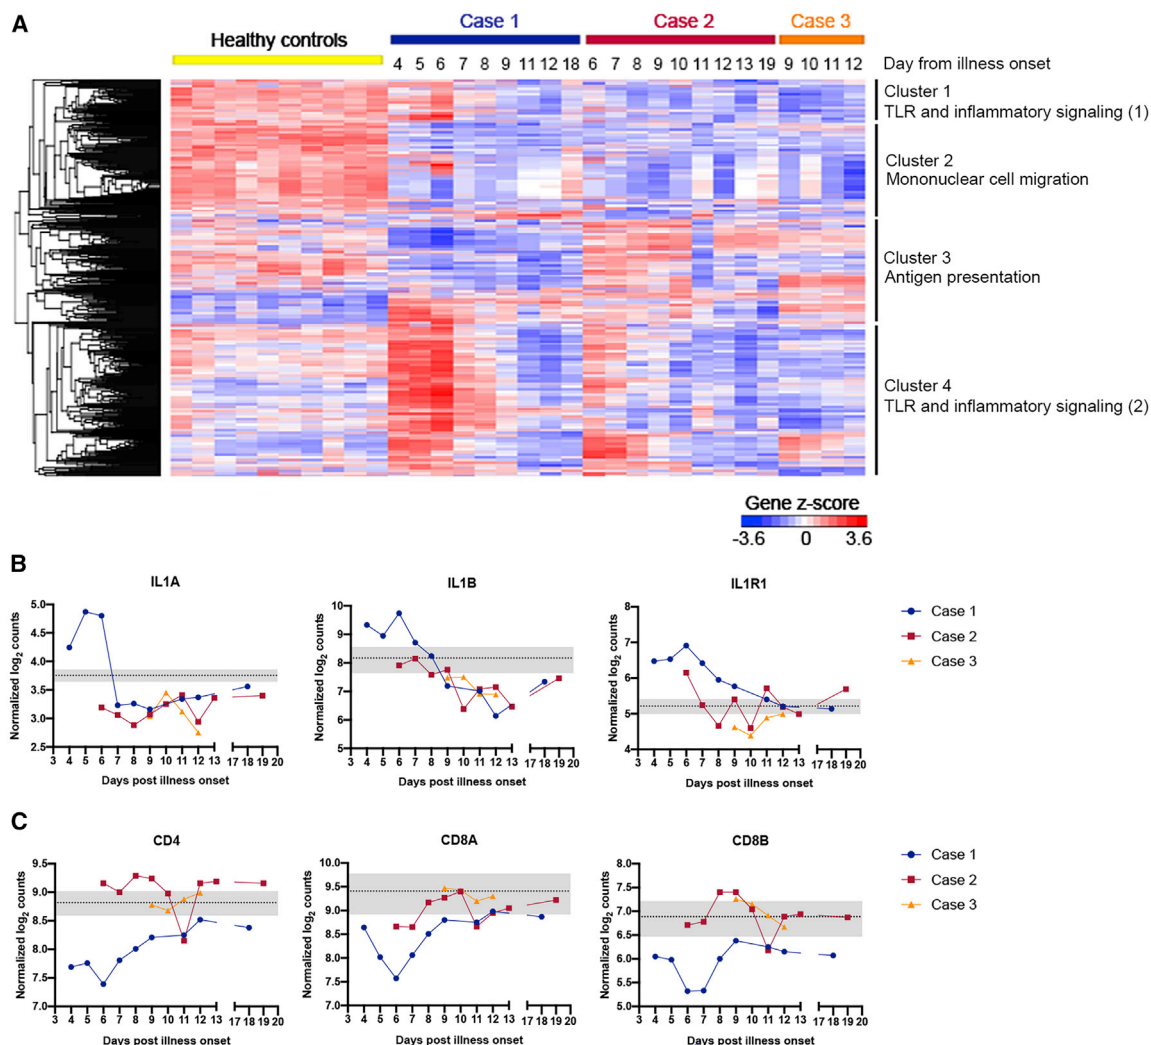 A
Healthy controls
Case 1
Case 2
Case 3
4 5 6 7 8 9 11 12 18 6 7 8 9 10 11 12 13 19 9 10 11 12
Day from illness onset
Cluster 1
TLR and inflammatory signaling (1)
Cluster 2
Mononuclear cell migration
Cluster 3
Antigen presentation
Cluster 4
TLR and inflammatory signaling (2)
Gene z-score
-3.6 0 3.6
B
IL1A
Normalized log2 counts
5.0
4.5
4.0
3.5
3.0
2.5
3 4 5 6 7 8 9 10 11 12 13 17 18 19 20
Days post illness onset
IL1B
Normalized log2 counts
10
9
8
7
6
5
3 4 5 6 7 8 9 10 11 12 13 17 18 19 20
Days post illness onset
IL1R1
Normalized log2 counts
8
7
6
5
4
3 4 5 6 7 8 9 10 11 12 13 17 18 19 20
Days post illness onset
Case 1
Case 2
Case 3
C
CD4
Normalized log2 counts
9.5
9.0
8.5
8.0
7.5
7.0
3 4 5 6 7 8 9 10 11 12 13 17 18 19 20
Days post illness onset
CD8A
Normalized log2 counts
10.0
9.5
9.0
8.5
8.0
7.5
7.0
3 4 5 6 7 8 9 10 11 12 13 17 18 19 20
Days post illness onset
CD8B
Normalized log2 counts
8.0
7.5
7.0
6.5
6.0
5.5
5.0
3 4 5 6 7 8 9 10 11 12 13 17 18 19 20
Days post illness onset
Case 1
Case 2
Case 3